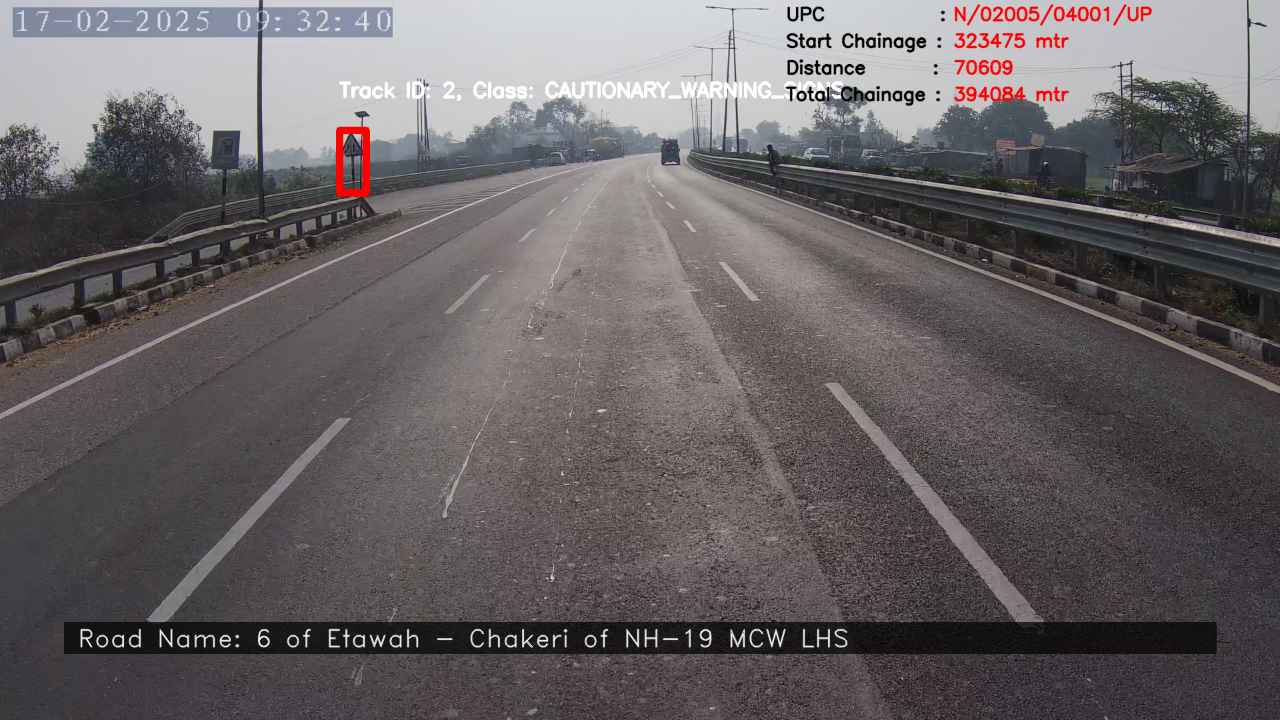 17-02-2025 09:32:40
UPC : N/02005/04001/UP
Start Chainage : 323475 mtr
Distance : 70609
Total Chainage : 394084 mtr
Track ID: 2, Class: CAUTIONARY_WARNING_SIGNS
Road Name: 6 of Etawah - Chakeri of NH-19 MCW LHS